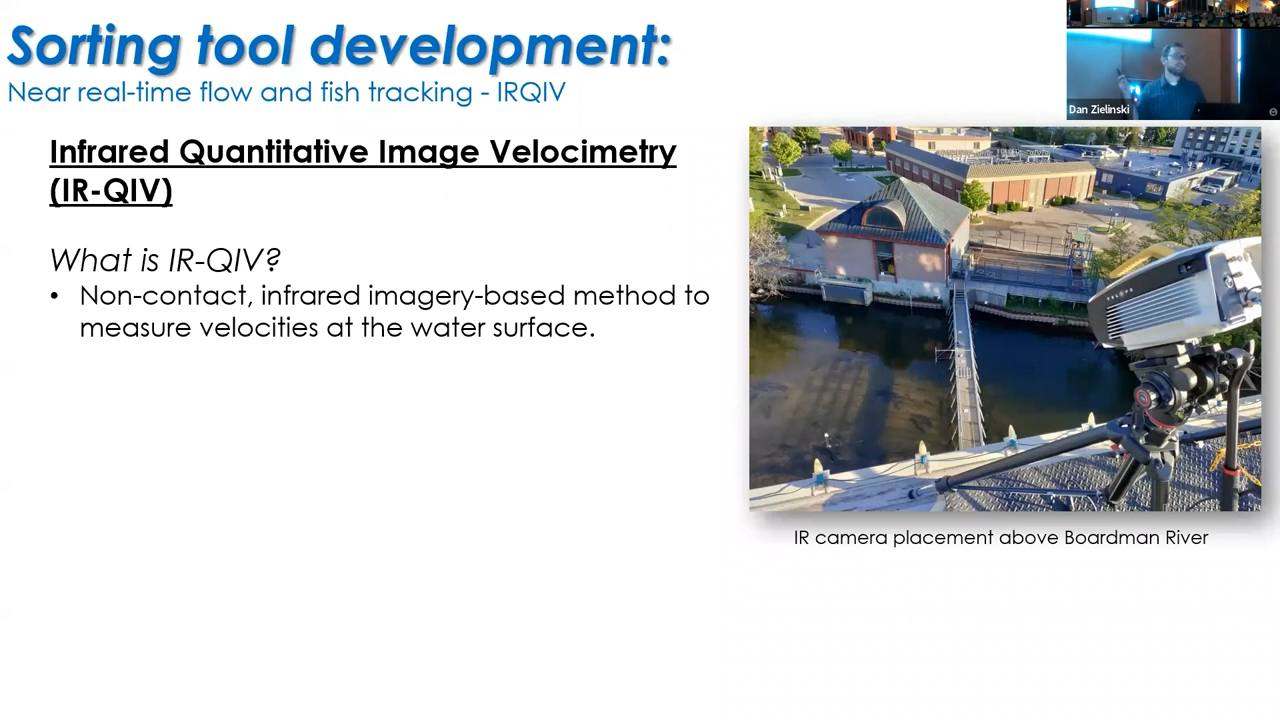 Sorting tool development:
Near real-time flow and fish tracking - IRQIV
Dan Zielinski
Infrared Quantitative Image Velocimetry
(IR-QIV)
What is IR-QIV?
• Non-contact, infrared imagery-based method to
measure velocities at the water surface.
TELOPS
IR camera placement above Boardman River